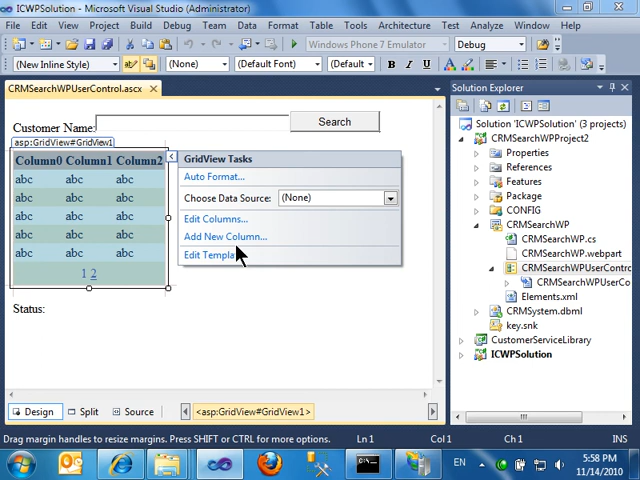 ICWPSolution - Microsoft Visual Studio
File Edit View Project Build Debug Team Data Format Table Tools Architecture Test Analyze Window
Windows Phone 7 Emulator Debug
(New Inline Style) (None) (Default Font) (Default B I U A
CRMSearchWPUserControl.ascx
Customer Name: Search
asp:GridView#GridView1
Column0 Column1 Column2
abc abc abc
abc abc abc
abc abc abc
abc abc abc
abc abc abc
1 2
Status:
GridView Tasks
Auto Format...
Choose Data Source: (None)
Edit Columns...
Add New Column...
Edit Templa
Design Split Source <asp:GridView#GridView1>
Solution Explorer
Solution 'ICWPSolution' (3 projects)
CRMSearchWPProject2
Properties
References
Features
Package
CONFIG
CRMSearchWP
CRMSearchWP.cs
CRMSearchWP.webpart
CRMSearchWPUserContro
CRMSearchWPUserCo
Elements.xml
CRMSystem.dbml
key.snk
CustomerServiceLibrary
ICWPSolution
Drag margin handles to resize margins. Press SHIFT or CTRL for more options. Ln 1 Col 1 Ch 1 INS
EN 5:58 PM
11/14/2010